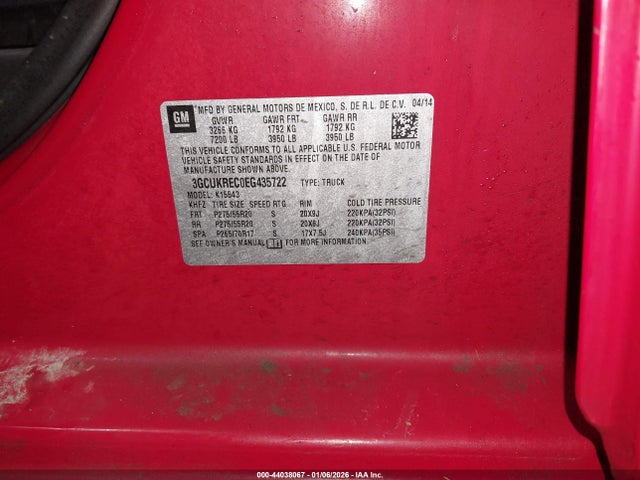 GM
MFD BY GENERAL MOTORS DE MEXICO, S. DE R.L. DE C.V. 04/14
GVWR GAWR FRT GAWR RR
3266 KG 1792 KG 1792 KG
7200 LB 3950 LB 3950 LB
THIS VEHICLE CONFORMS TO ALL APPLICABLE U.S. FEDERAL MOTOR
VEHICLE SAFETY STANDARDS IN EFFECT ON THE DATE OF
MANUFACTURE SHOWN ABOVE.
3GCUKREC0EG435722 TYPE: TRUCK
MODEL: K15543
KHFZ TIRE SIZE SPEED RTG RIM COLD TIRE PRESSURE
FRT P275/55R20 S 20X9J 220KPA(32PSI)
RR P275/55R20 S 20X9J 220KPA(32PSI)
SPA P265/70R17 S 17X7.5J 240KPA(35PSI)
SEE OWNER'S MANUAL FOR MORE INFORMATION.
000-44038067 - 01/06/2026 - IAA Inc.